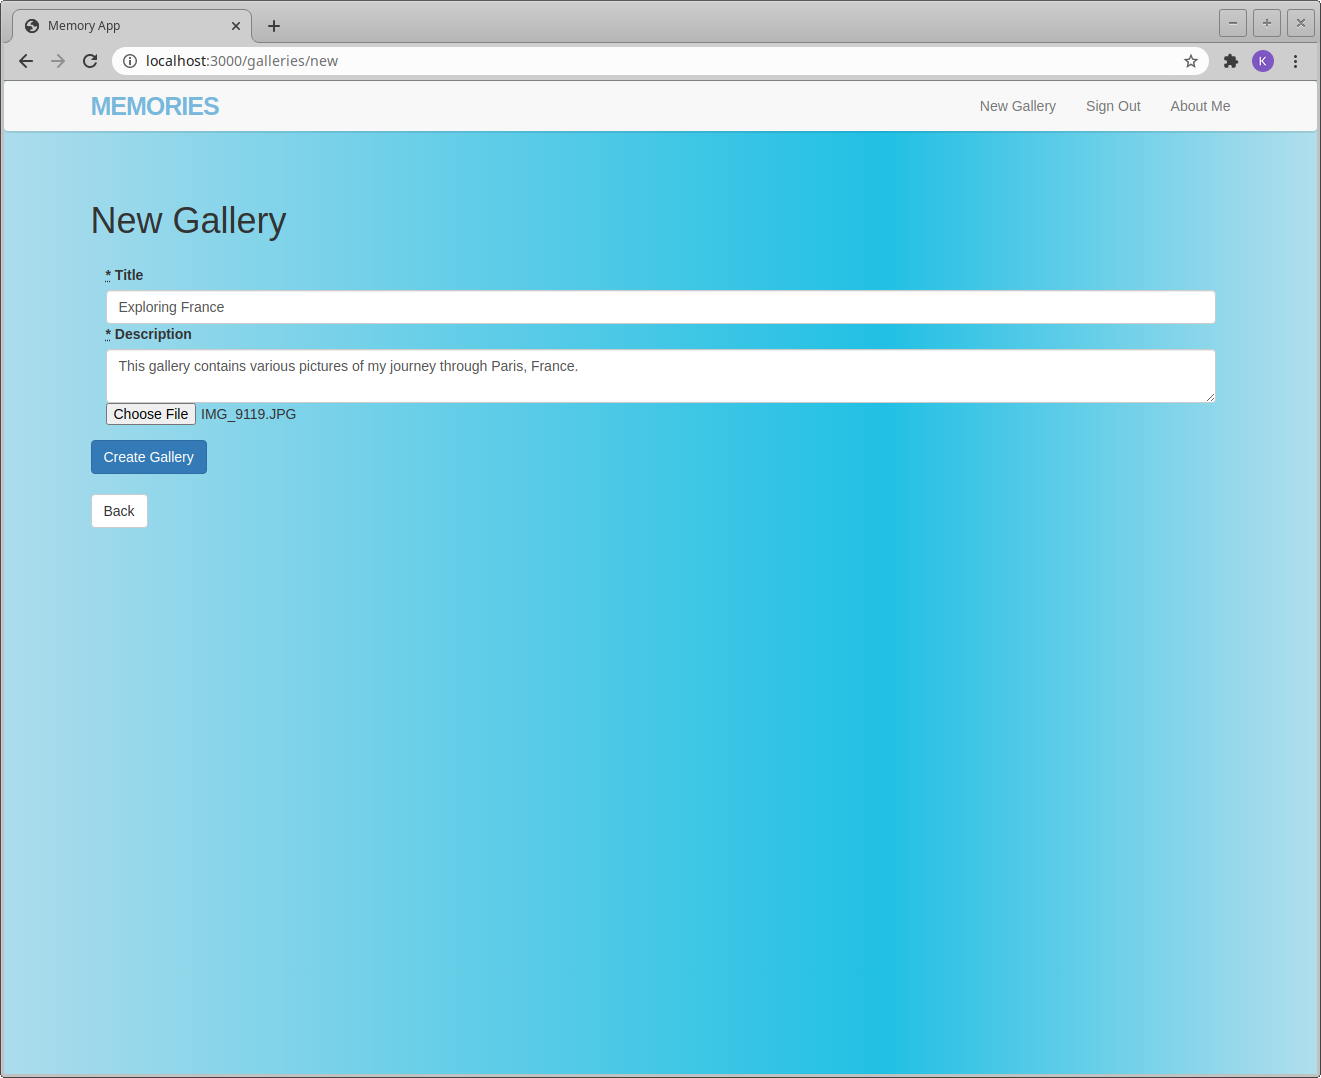 Memory App
localhost:3000/galleries/new
K
MEMORIES
New Gallery
Sign Out
About Me
New Gallery
* Title
Exploring France
* Description
This gallery contains various pictures of my journey through Paris, France.
Choose File IMG_9119.JPG
Create Gallery
Back